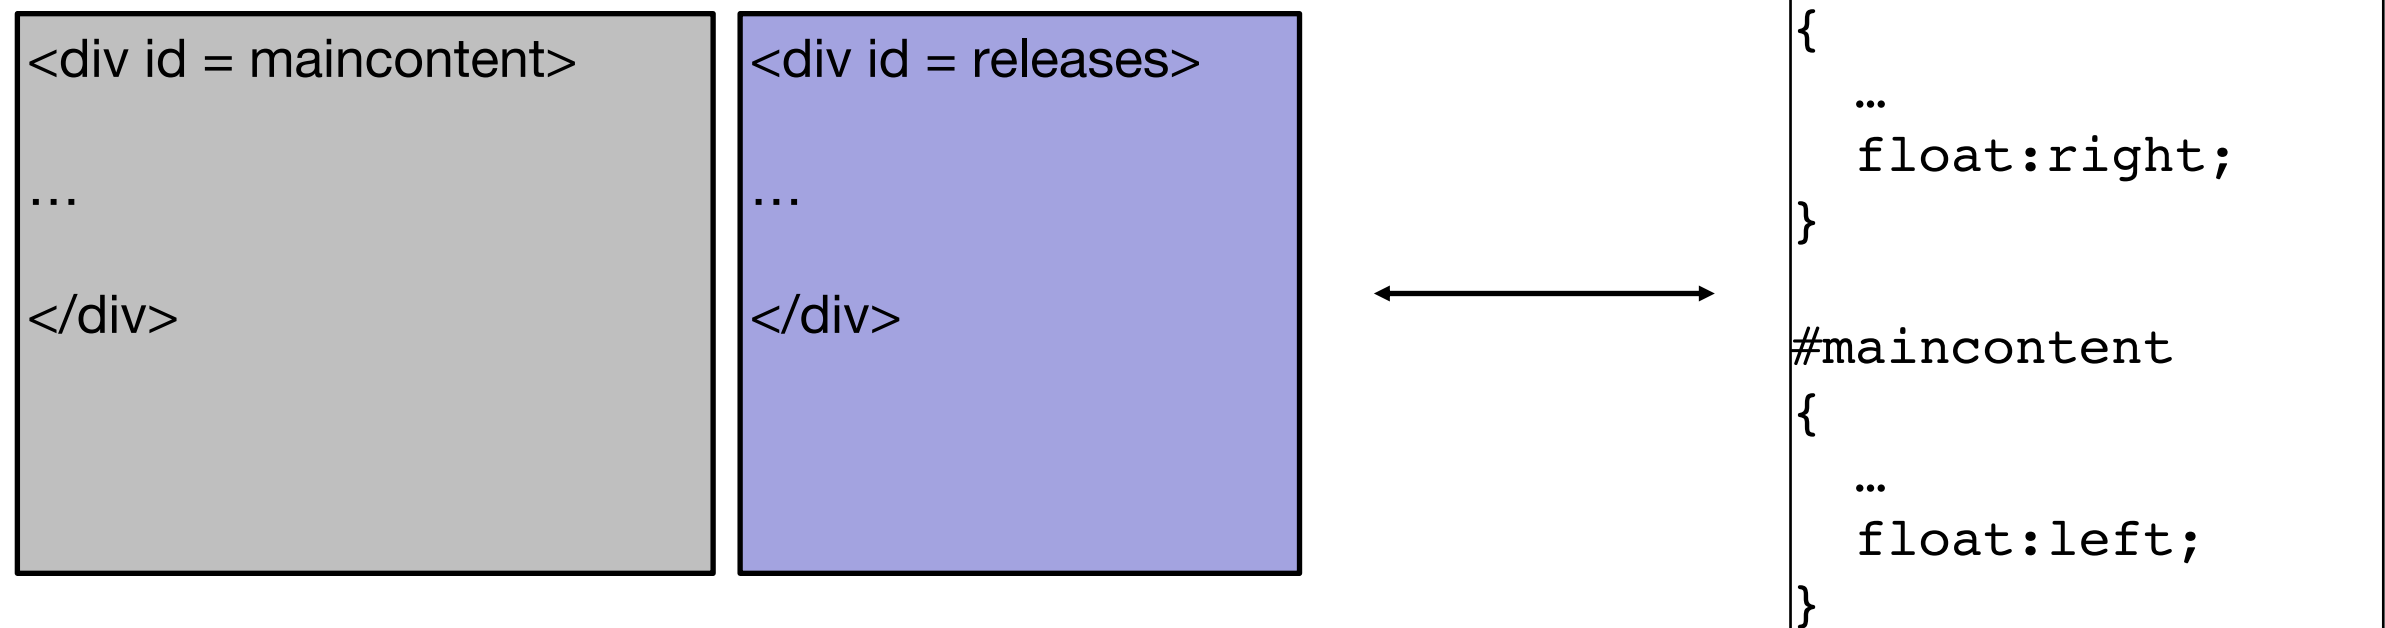 <div id = maincontent>
…
</div>
<div id = releases>
…
</div>
{
…
float:right;
}
#maincontent
{
…
float:left;
}